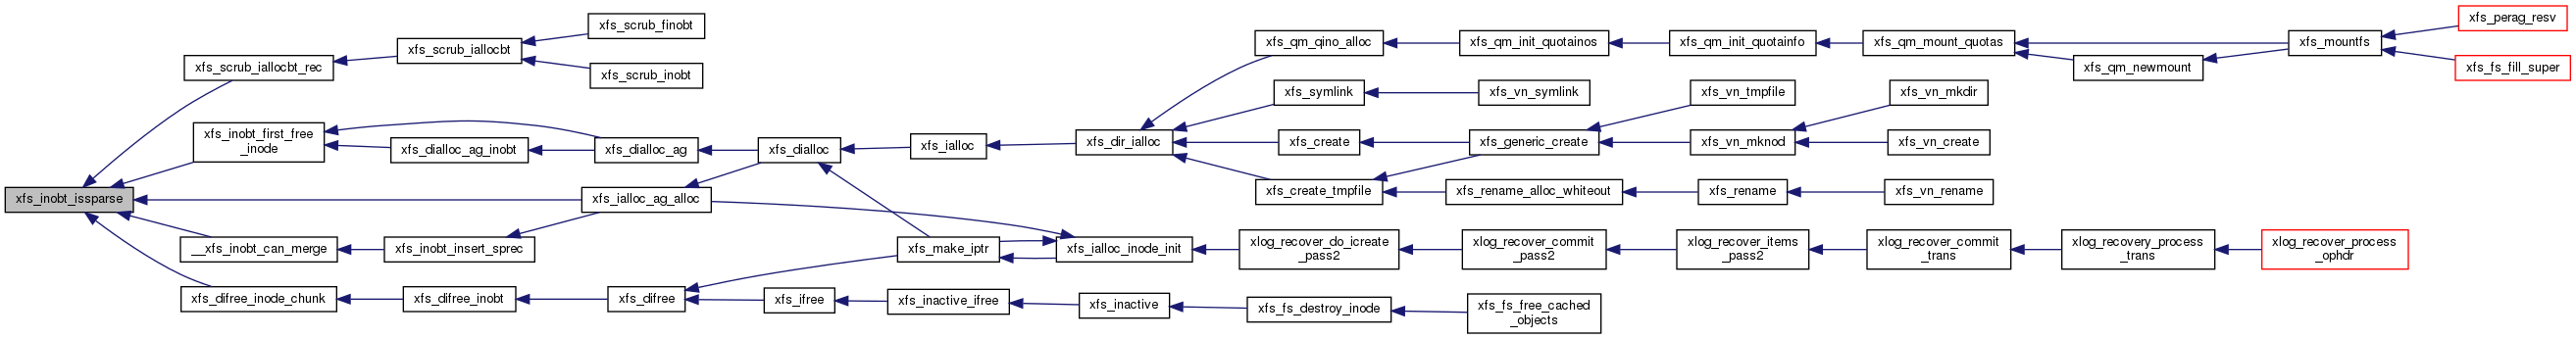 xfs_inobt_issparse
xfs_scrub_iallocbt_rec
xfs_scrub_iallocbt
xfs_scrub_finobt
xfs_scrub_inobt
xfs_inobt_first_free
_inode
xfs_dialloc_ag_inobt
xfs_dialloc_ag
xfs_dialloc
xfs_ialloc
xfs_dir_ialloc
xfs_qm_qino_alloc
xfs_qm_init_quotainos
xfs_qm_init_quotainfo
xfs_qm_mount_quotas
xfs_qm_newmount
xfs_mountfs
xfs_perag_resv
xfs_fs_fill_super
xfs_symlink
xfs_vn_symlink
xfs_create
xfs_generic_create
xfs_vn_tmpfile
xfs_vn_mknod
xfs_vn_mkdir
xfs_vn_create
xfs_create_tmpfile
xfs_rename_alloc_whiteout
xfs_rename
xfs_vn_rename
xfs_ialloc_ag_alloc
__xfs_inobt_can_merge
xfs_inobt_insert_sprec
xfs_make_iptr
xfs_ialloc_inode_init
xlog_recover_do_icreate
_pass2
xlog_recover_commit
_pass2
xlog_recover_items
_pass2
xlog_recover_commit
_trans
xlog_recovery_process
_trans
xlog_recover_process
_ophdr
xfs_difree_inode_chunk
xfs_difree_inobt
xfs_difree
xfs_ifree
xfs_inactive_ifree
xfs_inactive
xfs_fs_destroy_inode
xfs_fs_free_cached
_objects